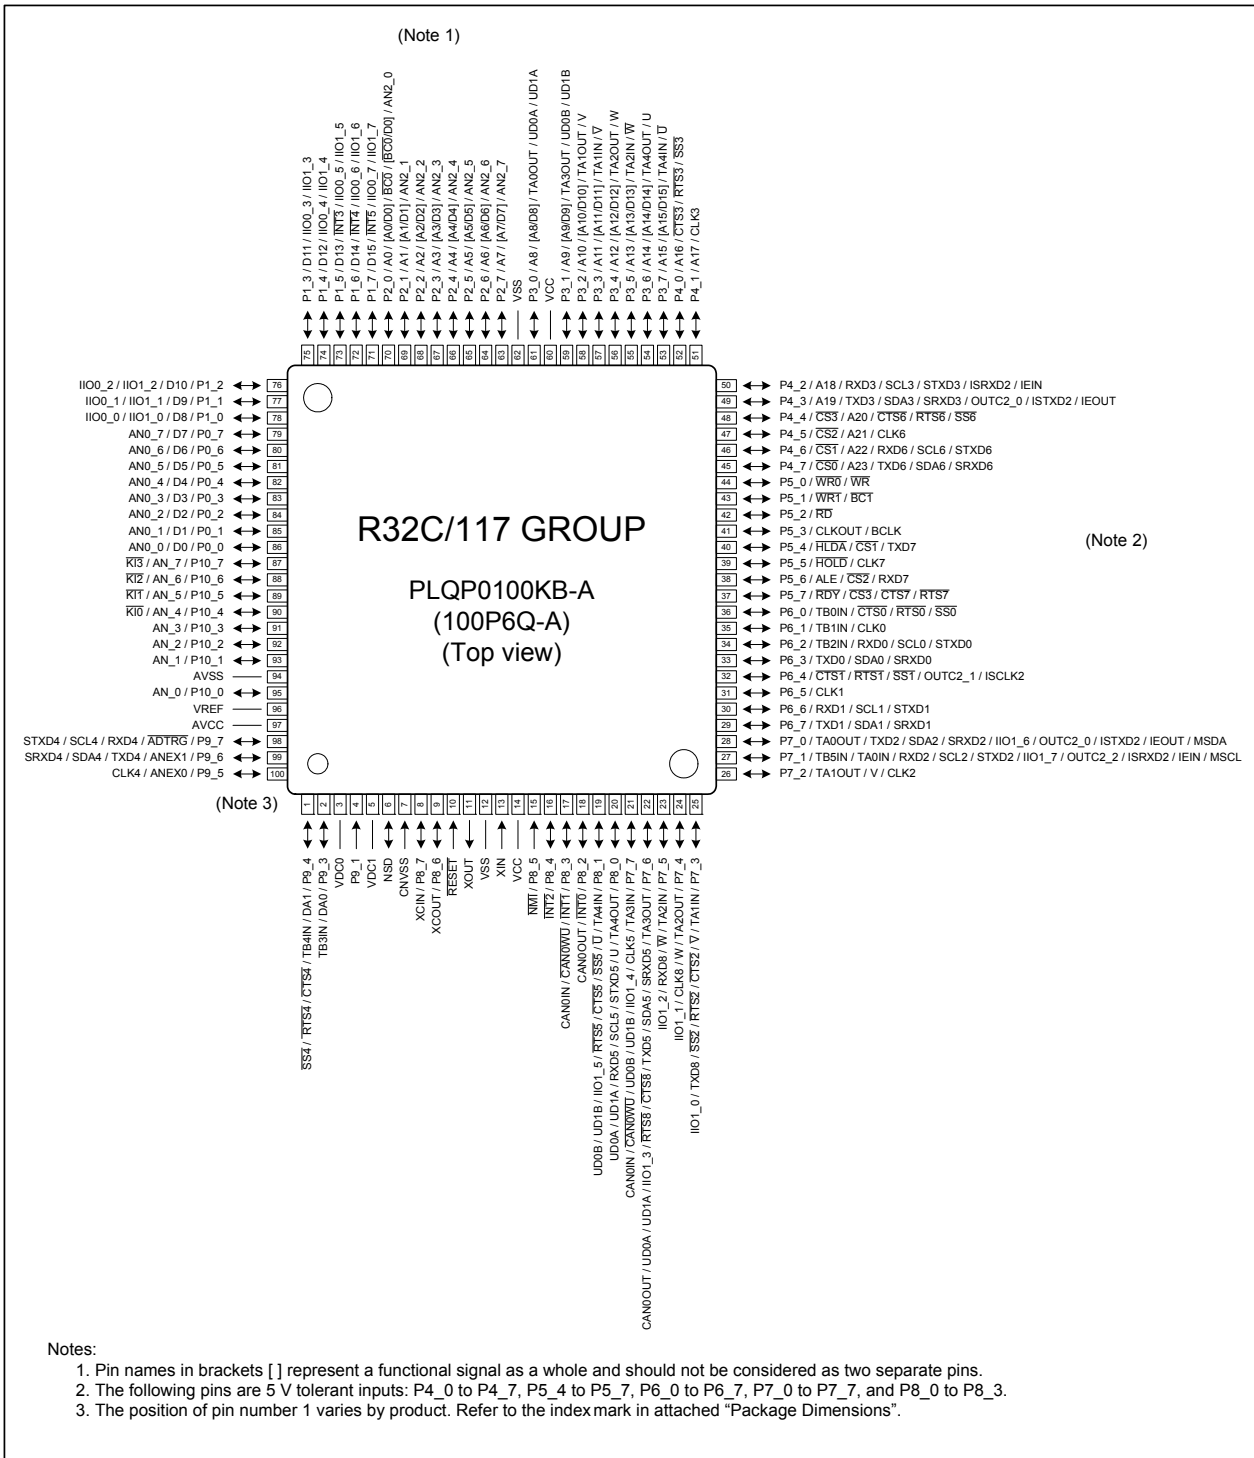 (Note 1)
P1_3 / D11 / IIO0_3 / IIO1_3
P1_4 / D12 / IIO0_4 / IIO1_4
P1_5 / D13 / INT3 / IIO0_5 / IIO1_5
P1_6 / D14 / INT4 / IIO0_6 / IIO1_6
P1_7 / D15 / INT5 / IIO0_7 / IIO1_7
P2_0 / A0 / [A0/D0] / BC0 / [BC0/D0] / AN2_0
P2_1 / A1 / [A1/D1] / AN2_1
P2_2 / A2 / [A2/D2] / AN2_2
P2_3 / A3 / [A3/D3] / AN2_3
P2_4 / A4 / [A4/D4] / AN2_4
P2_5 / A5 / [A5/D5] / AN2_5
P2_6 / A6 / [A6/D6] / AN2_6
P2_7 / A7 / [A7/D7] / AN2_7
VSS
P3_0 / A8 / [A8/D8] / TA0OUT / UD0A / UD1A
VCC
P3_1 / A9 / [A9/D9] / TA3OUT / UD0B / UD1B
P3_2 / A10 / [A10/D10] / TA1OUT / V
P3_3 / A11 / [A11/D11] / TA1IN / V
P3_4 / A12 / [A12/D12] / TA2OUT / W
P3_5 / A13 / [A13/D13] / TA2IN / W
P3_6 / A14 / [A14/D14] / TA4OUT / U
P3_7 / A15 / [A15/D15] / TA4IN / U
P4_0 / A16 / CTS3 / RTS3 / SS3
P4_1 / A17 / CLK3
75 74 73 72 71 70 69 68 67 66 65 64 63 62 61 60 59 58 57 56 55 54 53 52 51
IIO0_2 / IIO1_2 / D10 / P1_2 76
IIO0_1 / IIO1_1 / D9 / P1_1 77
IIO0_0 / IIO1_0 / D8 / P1_0 78
AN0_7 / D7 / P0_7 79
AN0_6 / D6 / P0_6 80
AN0_5 / D5 / P0_5 81
AN0_4 / D4 / P0_4 82
AN0_3 / D3 / P0_3 83
AN0_2 / D2 / P0_2 84
AN0_1 / D1 / P0_1 85
AN0_0 / D0 / P0_0 86
KI3 / AN_7 / P10_7 87
KI2 / AN_6 / P10_6 88
KI1 / AN_5 / P10_5 89
KI0 / AN_4 / P10_4 90
AN_3 / P10_3 91
AN_2 / P10_2 92
AN_1 / P10_1 93
AVSS 94
AN_0 / P10_0 95
VREF 96
AVCC 97
STXD4 / SCL4 / RXD4 / ADTRG / P9_7 98
SRXD4 / SDA4 / TXD4 / ANEX1 / P9_6 99
CLK4 / ANEX0 / P9_5 100
R32C/117 GROUP
PLQP0100KB-A
(100P6Q-A)
(Top view)
50 P4_2 / A18 / RXD3 / SCL3 / STXD3 / ISRXD2 / IEIN
49 P4_3 / A19 / TXD3 / SDA3 / SRXD3 / OUTC2_0 / ISTXD2 / IEOUT
48 P4_4 / CS3 / A20 / CTS6 / RTS6 / SS6
47 P4_5 / CS2 / A21 / CLK6
46 P4_6 / CS1 / A22 / RXD6 / SCL6 / STXD6
45 P4_7 / CS0 / A23 / TXD6 / SDA6 / SRXD6
44 P5_0 / WR0 / WR
43 P5_1 / WR1 / BC1
42 P5_2 / RD
41 P5_3 / CLKOUT / BCLK
40 P5_4 / HLDA / CS1 / TXD7
39 P5_5 / HOLD / CLK7
38 P5_6 / ALE / CS2 / RXD7
37 P5_7 / RDY / CS3 / CTS7 / RTS7
36 P6_0 / TB0IN / CTS0 / RTS0 / SS0
35 P6_1 / TB1IN / CLK0
34 P6_2 / TB2IN / RXD0 / SCL0 / STXD0
33 P6_3 / TXD0 / SDA0 / SRXD0
32 P6_4 / CTS1 / RTS1 / SS1 / OUTC2_1 / ISCLK2
31 P6_5 / CLK1
30 P6_6 / RXD1 / SCL1 / STXD1
29 P6_7 / TXD1 / SDA1 / SRXD1
28 P7_0 / TA0OUT / TXD2 / SDA2 / SRXD2 / IIO1_6 / OUTC2_0 / ISTXD2 / IEOUT / MSDA
27 P7_1 / TB5IN / TA0IN / RXD2 / SCL2 / STXD2 / IIO1_7 / OUTC2_2 / ISRXD2 / IEIN / MSCL
26 P7_2 / TA1OUT / V / CLK2
(Note 2)
(Note 3)
1 2 3 4 5 6 7 8 9 10 11 12 13 14 15 16 17 18 19 20 21 22 23 24 25
SS4 / RTS4 / CTS4 / TB4IN / DA1 / P9_4
TB3IN / DA0 / P9_3
VDC0
P9_1
VDC1
NSD
CNVSS
XCIN / P8_7
XCOUT / P8_6
RESET
XOUT
VSS
XIN
VCC
NMI / P8_5
INT2 / P8_4
CAN0IN / CAN0WU / INT1 / P8_3
CAN0OUT / INT0 / P8_2
UD0B / UD1B / IIO1_5 / RTS5 / CTS5 / SS5 / U / TA4IN / P8_1
UD0A / UD1A / RXD5 / SCL5 / STXD5 / U / TA4OUT / P8_0
CAN0IN / CAN0WU / UD0B / UD1B / IIO1_4 / CLK5 / TA3IN / P7_7
CAN0OUT / UD0A / UD1A / IIO1_3 / RTS8 / CTS8 / TXD5 / SDA5 / SRXD5 / TA3OUT / P7_6
IIO1_2 / RXD8 / W / TA2IN / P7_5
IIO1_1 / CLK8 / W / TA2OUT / P7_4
IIO1_0 / TXD8 / SS2 / RTS2 / CTS2 / V / TA1IN / P7_3
Notes:
1. Pin names in brackets [ ] represent a functional signal as a whole and should not be considered as two separate pins.
2. The following pins are 5 V tolerant inputs: P4_0 to P4_7, P5_4 to P5_7, P6_0 to P6_7, P7_0 to P7_7, and P8_0 to P8_3.
3. The position of pin number 1 varies by product. Refer to the index mark in attached “Package Dimensions”.